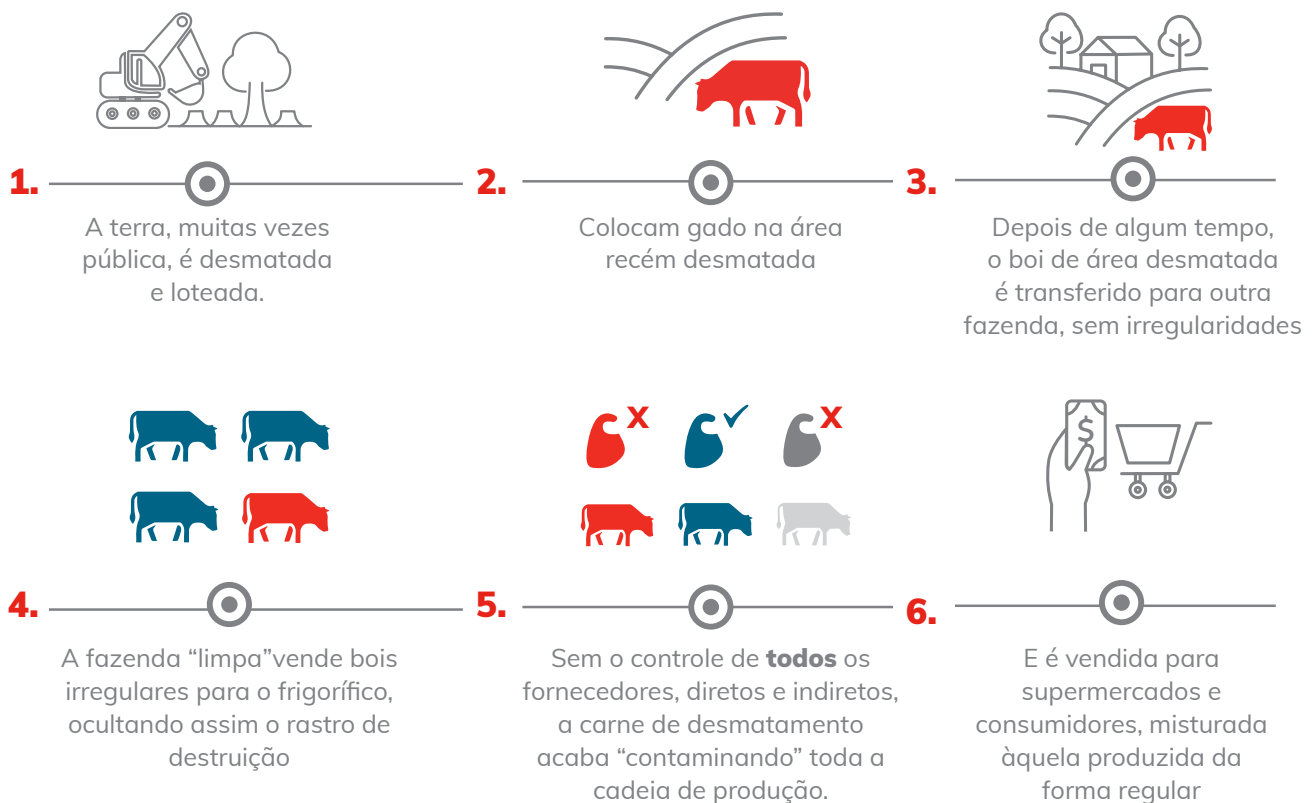 1.
A terra, muitas vezes
pública, é desmatada
e loteada.
2.
Colocam gado na área
recém desmatada
3.
Depois de algum tempo,
o boi de área desmatada
é transferido para outra
fazenda, sem irregularidades
4.
A fazenda “limpa”vende bois
irregulares para o frigorífico,
ocultando assim o rastro de
destruição
X
X
5.
Sem o controle de todos os
fornecedores, diretos e indiretos,
a carne de desmatamento
acaba “contaminando” toda a
cadeia de produção.
$
6.
E é vendida para
supermercados e
consumidores, misturada
àquela produzida da
forma regular